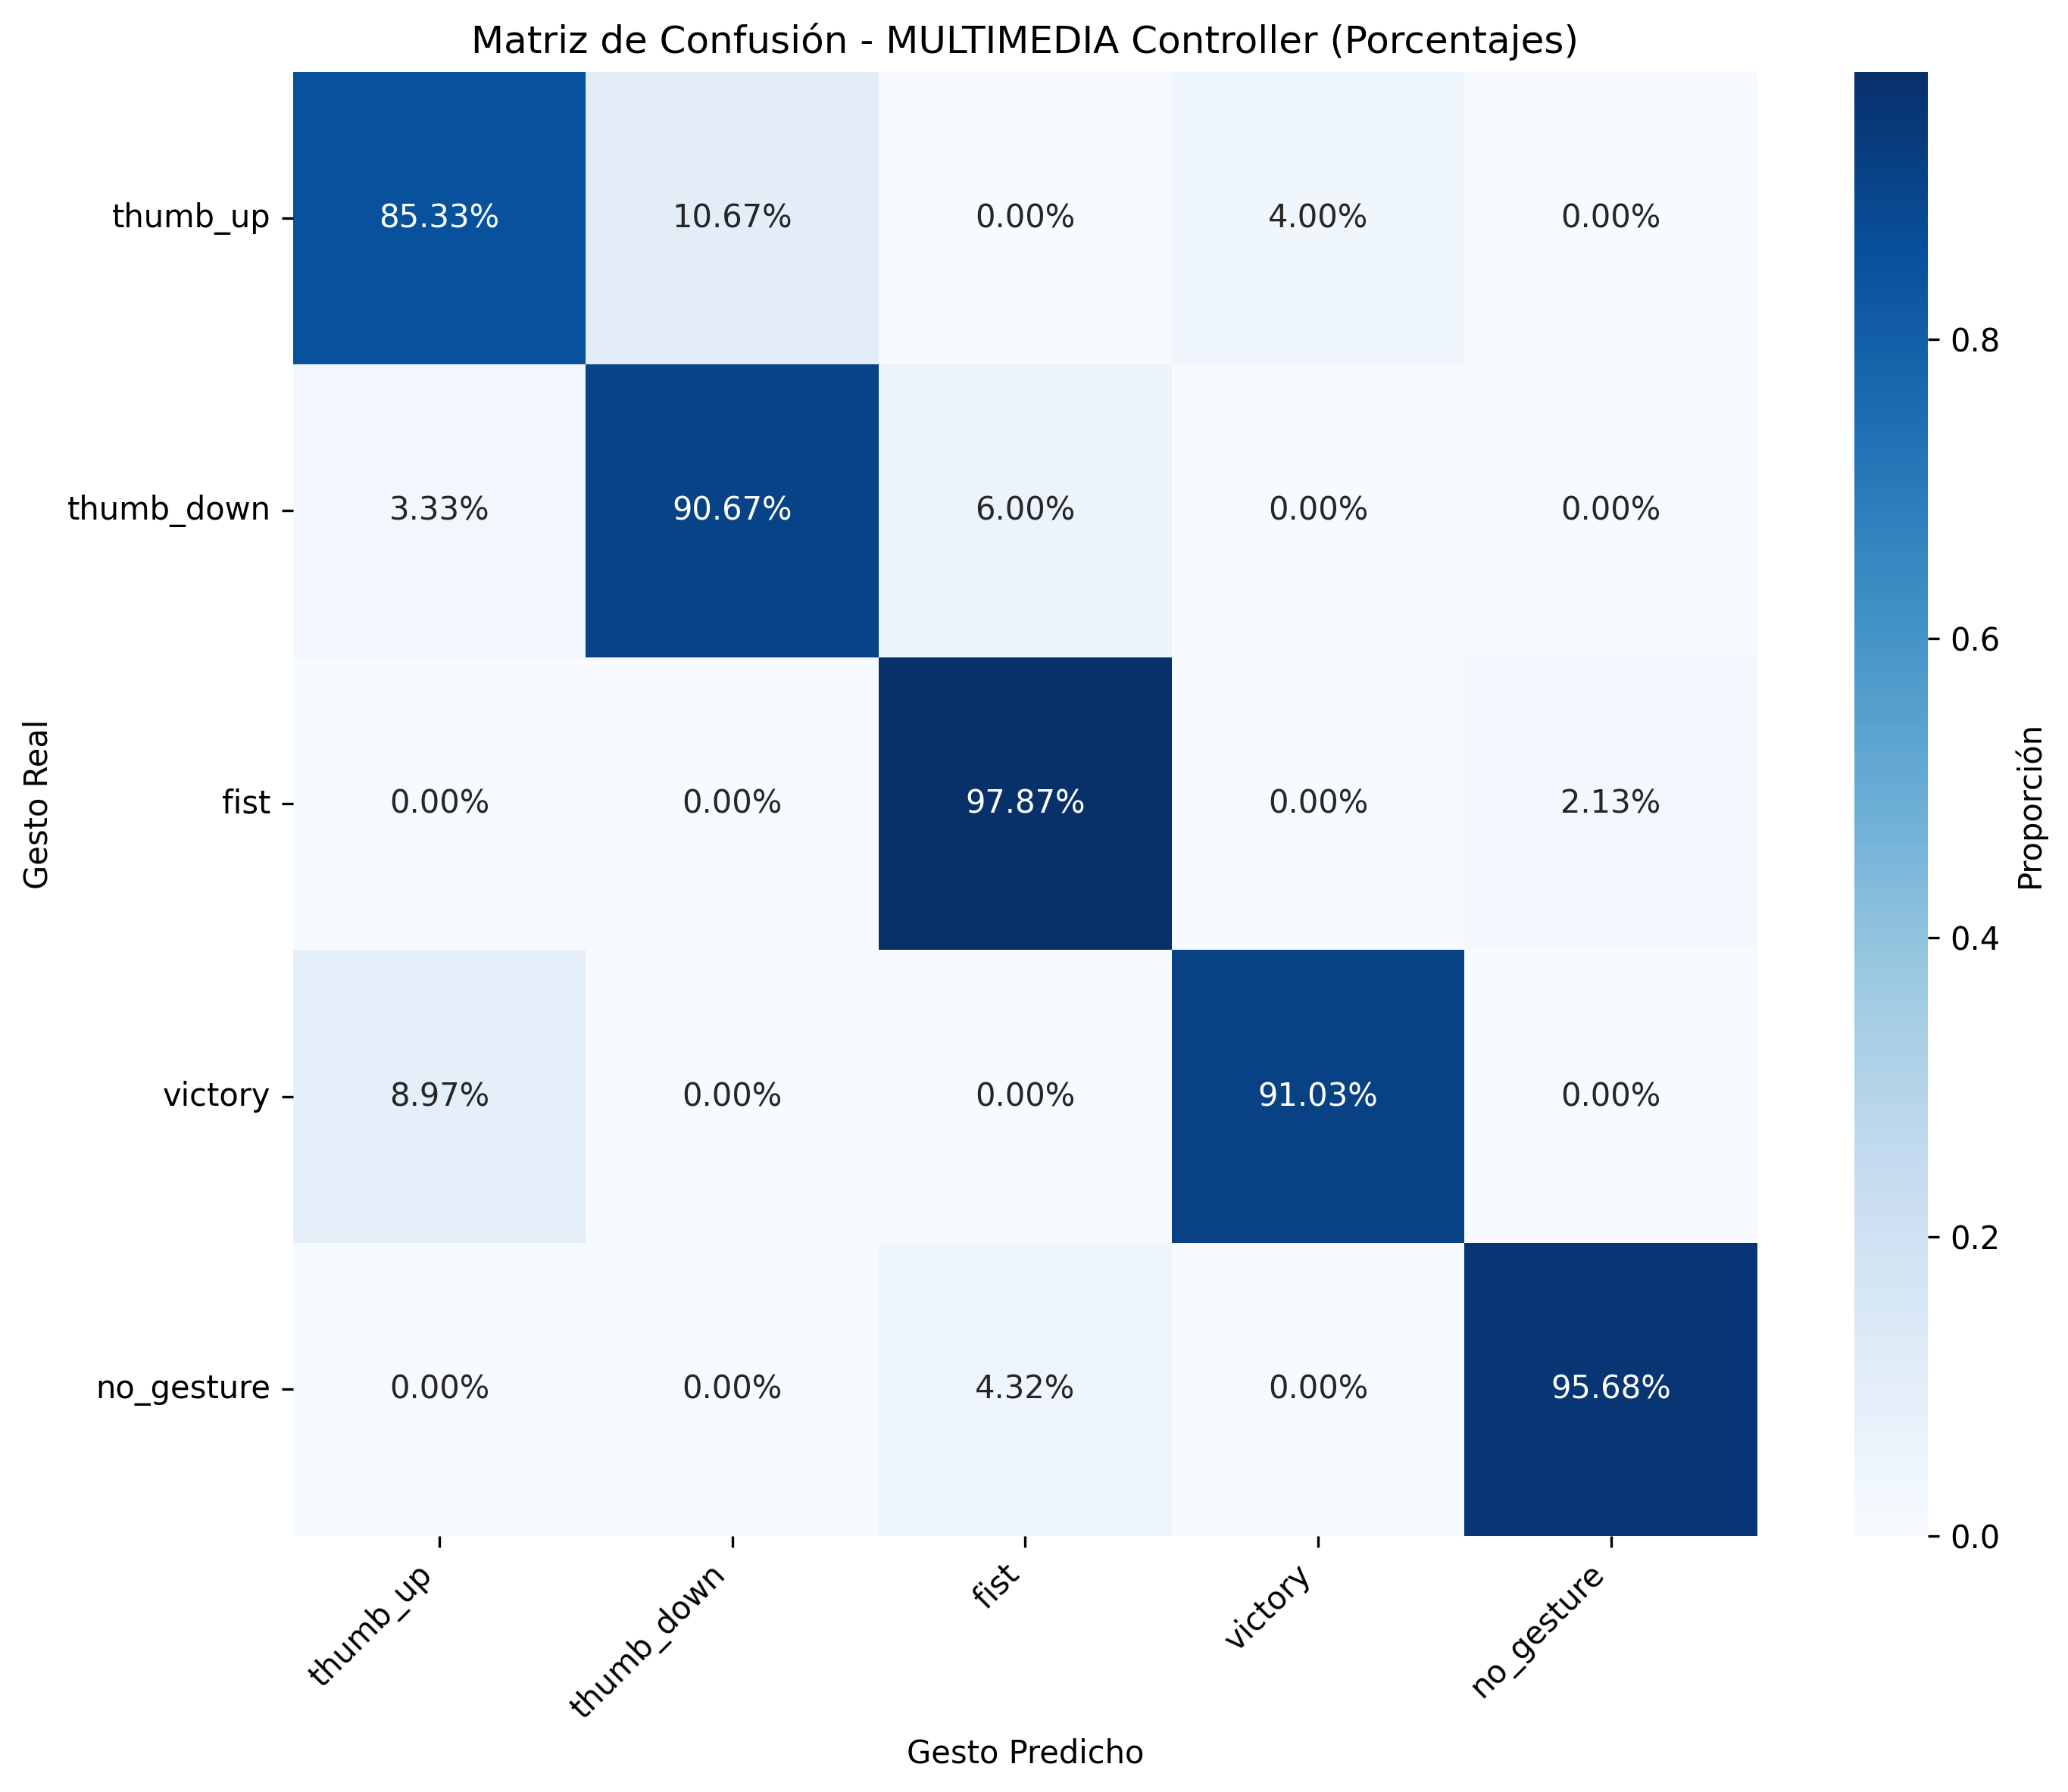 Matriz de Confusión - MULTIMEDIA Controller (Porcentajes)
Gesto Real
thumb_up 85.33% 10.67% 0.00% 4.00% 0.00%
thumb_down 3.33% 90.67% 6.00% 0.00% 0.00%
fist 0.00% 0.00% 97.87% 0.00% 2.13%
victory 8.97% 0.00% 0.00% 91.03% 0.00%
no_gesture 0.00% 0.00% 4.32% 0.00% 95.68%
thumb_up thumb_down fist victory no_gesture
Gesto Predicho
0.8
0.6
0.4
0.2
0.0
Proporción